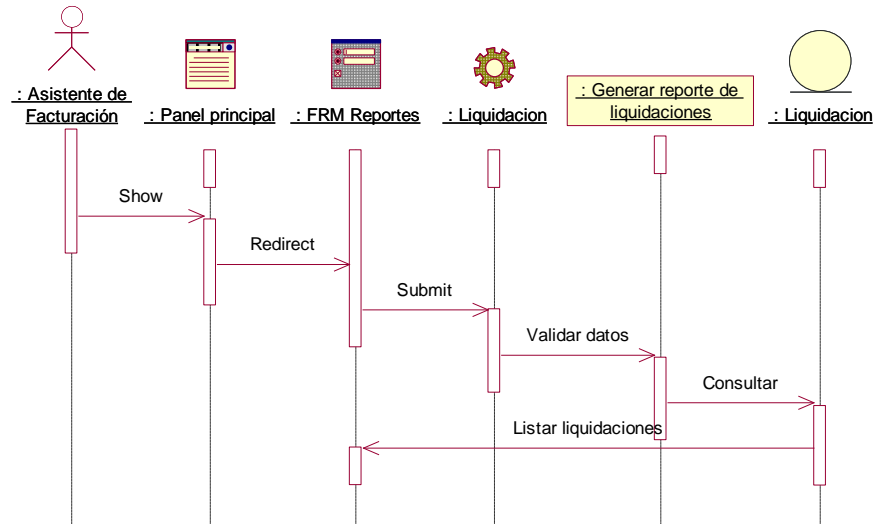 : Asistente de
Facturación
: Panel principal
: FRM Reportes
: Liquidacion
: Generar reporte de
liquidaciones
: Liquidacion
Show
Redirect
Submit
Validar datos
Consultar
Listar liquidaciones